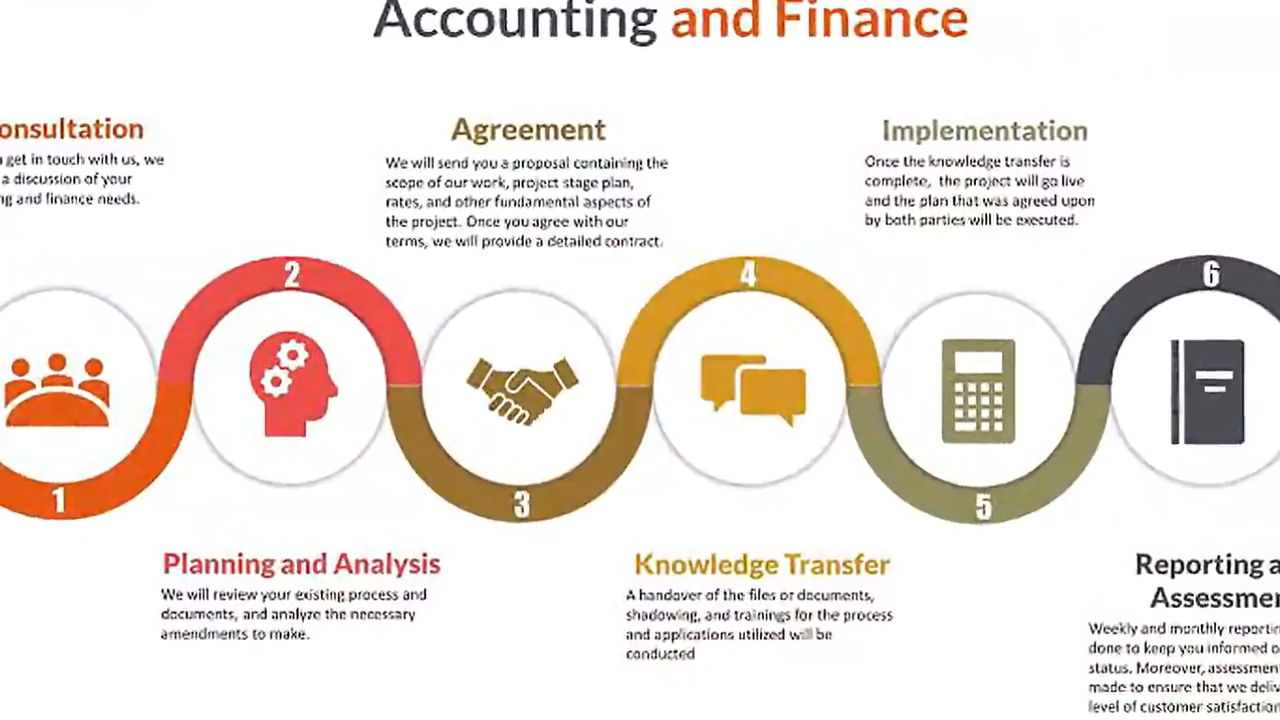 Accounting and Finance
onsultation
get in touch with us, we
a discussion of your
ng and finance needs.
Agreement
We will send you a proposal containing the
scope of our work, project stage plan,
rates, and other fundamental aspects of
the project. Once you agree with our
terms, we will provide a detailed contract.
Implementation
Once the knowledge transfer is
complete, the project will go live
and the plan that was agreed upon
by both parties will be executed.
1
2
3
4
5
6
Planning and Analysis
We will review your existing process and
documents, and analyze the necessary
amendments to make.
Knowledge Transfer
A handover of the files or documents,
shadowing, and trainings for the process
and applications utilized will be
conducted
Reporting a
Assessmen
Weekly and monthly reportin
done to keep you informed o
status. Moreover, assessment
made to ensure that we deliv
level of customer satisfaction